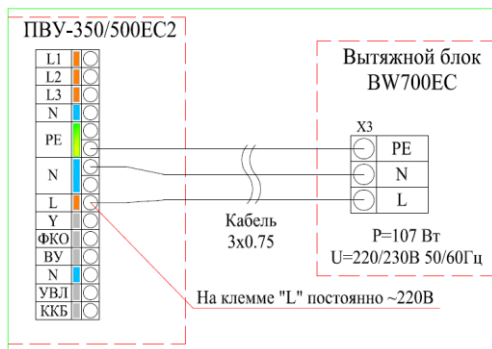 ПВУ-350/500ЕС2
L1
L2
L3
N
PE
N
L
Y
ФКО
ВУ
N
УВЛ
ККБ
Кабель
3x0.75
Вытяжной блок
BW700EC
X3
PE
N
L
P=107 Вт
U=220/230В 50/60Гц
На клемме "L" постоянно ~220В